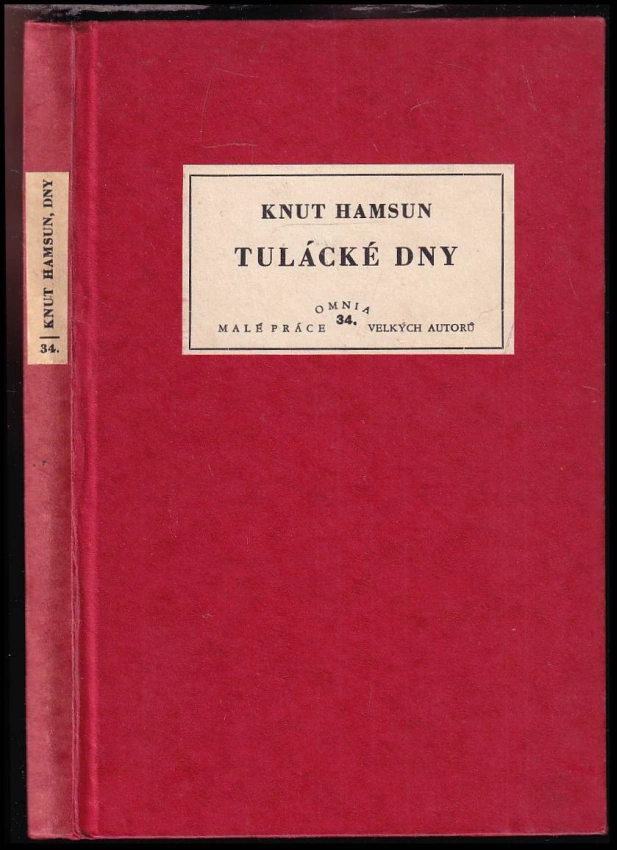 KNUT HAMSUN
TULÁCKÉ DNY
OMNIA
MALÉ PRÁCE 34. VELKÝCH AUTORŮ
34. KNUT HAMSUN, DNY